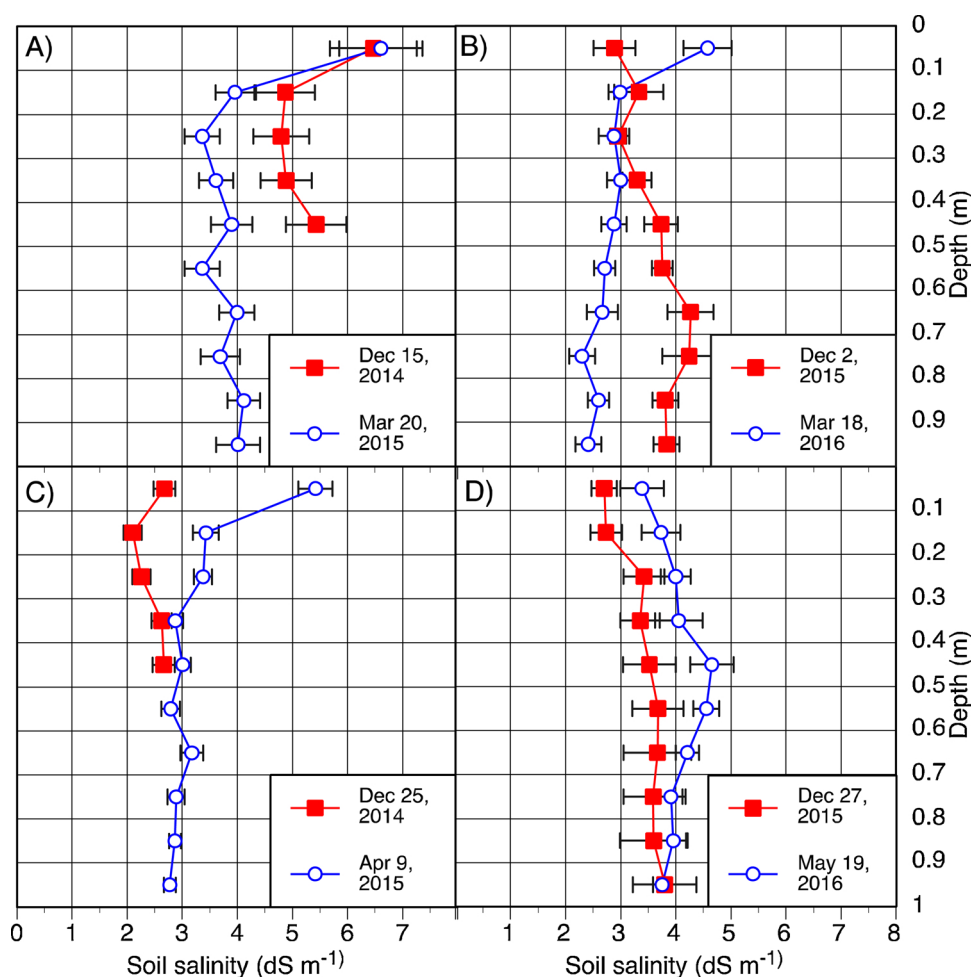 A)
B)
0
0.1
0.2
0.3
0.4
0.5
0.6
0.7
0.8
0.9
Depth (m)
Dec 15,
2014
Mar 20,
2015
Dec 2,
2015
Mar 18,
2016
C)
D)
0.1
0.2
0.3
0.4
0.5
0.6
0.7
0.8
0.9
1
Depth (m)
Dec 25,
2014
Apr 9,
2015
Dec 27,
2015
May 19,
2016
0 1 2 3 4 5 6 7
1 2 3 4 5 6 7 8
Soil salinity (dS m⁻¹)
Soil salinity (dS m⁻¹)